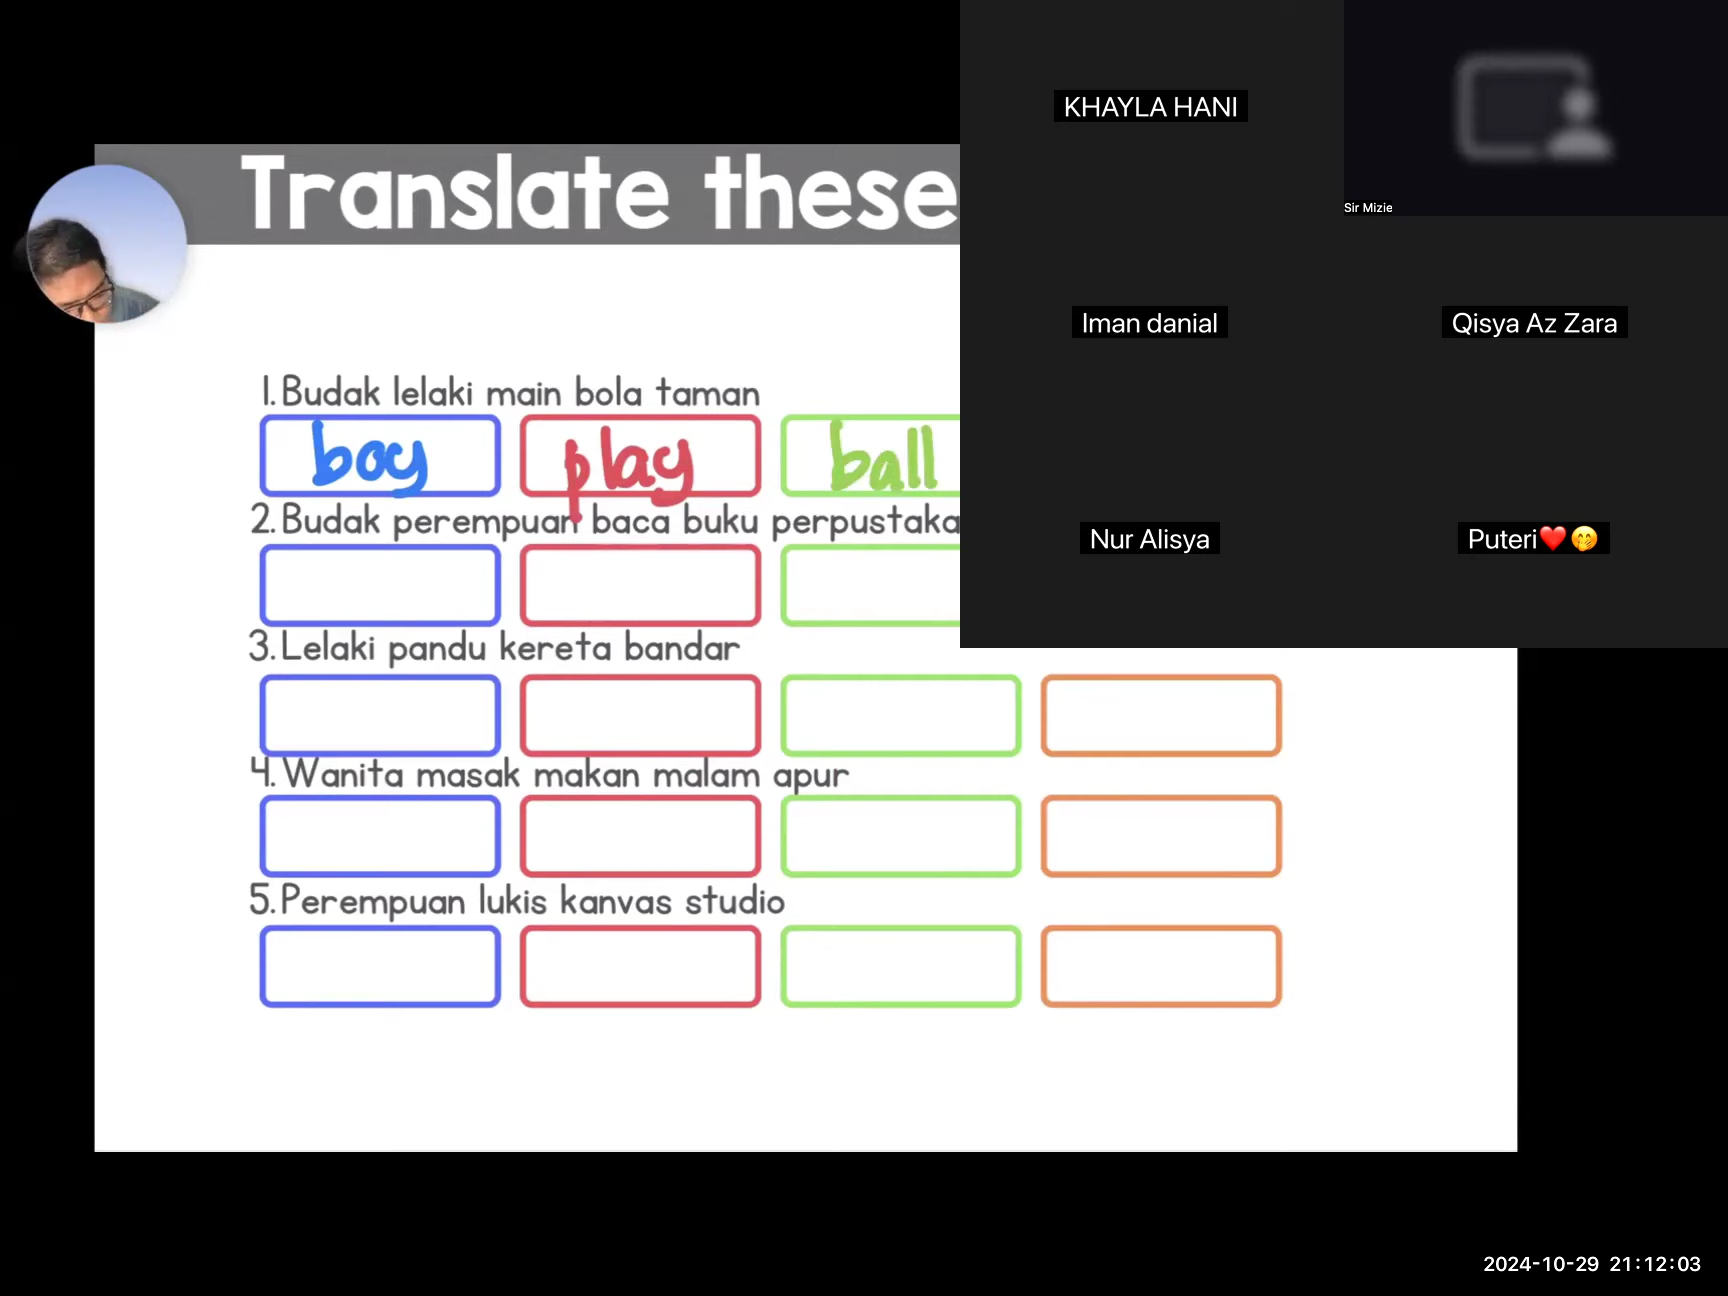 Translate these
1. Budak lelaki main bola taman
boy play ball
2. Budak perempuan baca buku
3. Lelaki pandu kereta bandar
4. Wanita masak makan malam apur
5. Perempuan lukis kanvas studio
KHAYLA HANI
Sir Mizie
Iman danial
Qisya Az Zara
Nur Alisya
Puteri❤️🤭
2024-10-29 21:12:03